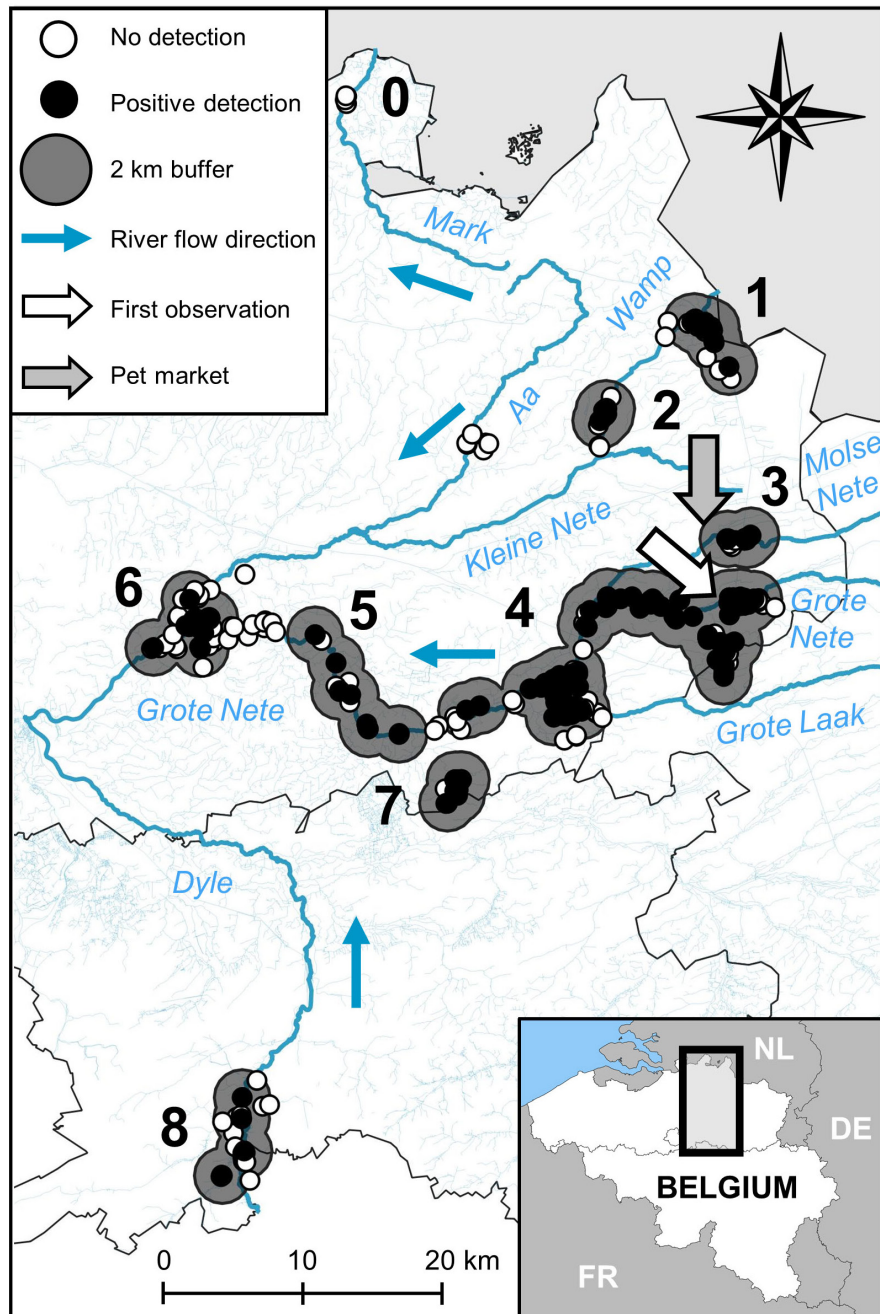 No detection
Positive detection
2 km buffer
River flow direction
First observation
Pet market
0
Mark
Wamp
1
Aa
2
Molse
Nete
3
Kleine Nete
6
5
4
Grote
Nete
Grote Nete
Grote Laak
7
Dyle
8
0
10
20 km
NL
DE
BELGIUM
FR